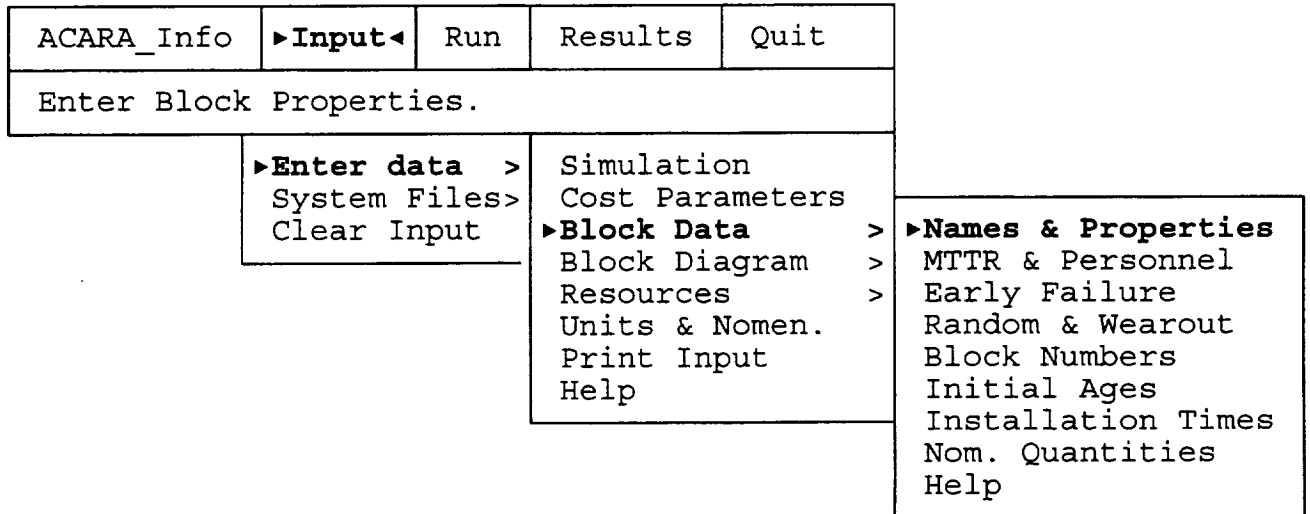 ACARA_Info ▸Input◂ Run Results Quit
Enter Block Properties.
▸Enter data >
System Files>
Clear Input
Simulation
Cost Parameters
▸Block Data >
Block Diagram >
Resources >
Units & Nomen.
Print Input
Help
▸Names & Properties
MTTR & Personnel
Early Failure
Random & Wearout
Block Numbers
Initial Ages
Installation Times
Nom. Quantities
Help